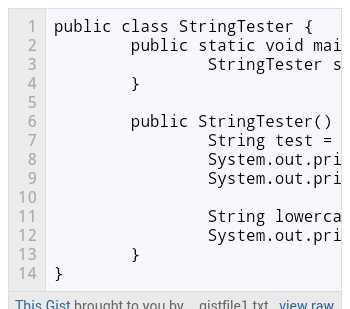 1 public class StringTester {
2 public static void mai
3 StringTester s
4 }
5
6 public StringTester()
7 String test =
8 System.out.pri
9 System.out.pri
10
11 String lowerca
12 System.out.pri
13 }
14 }
This Gist brought to you by gistfile1.txt view raw